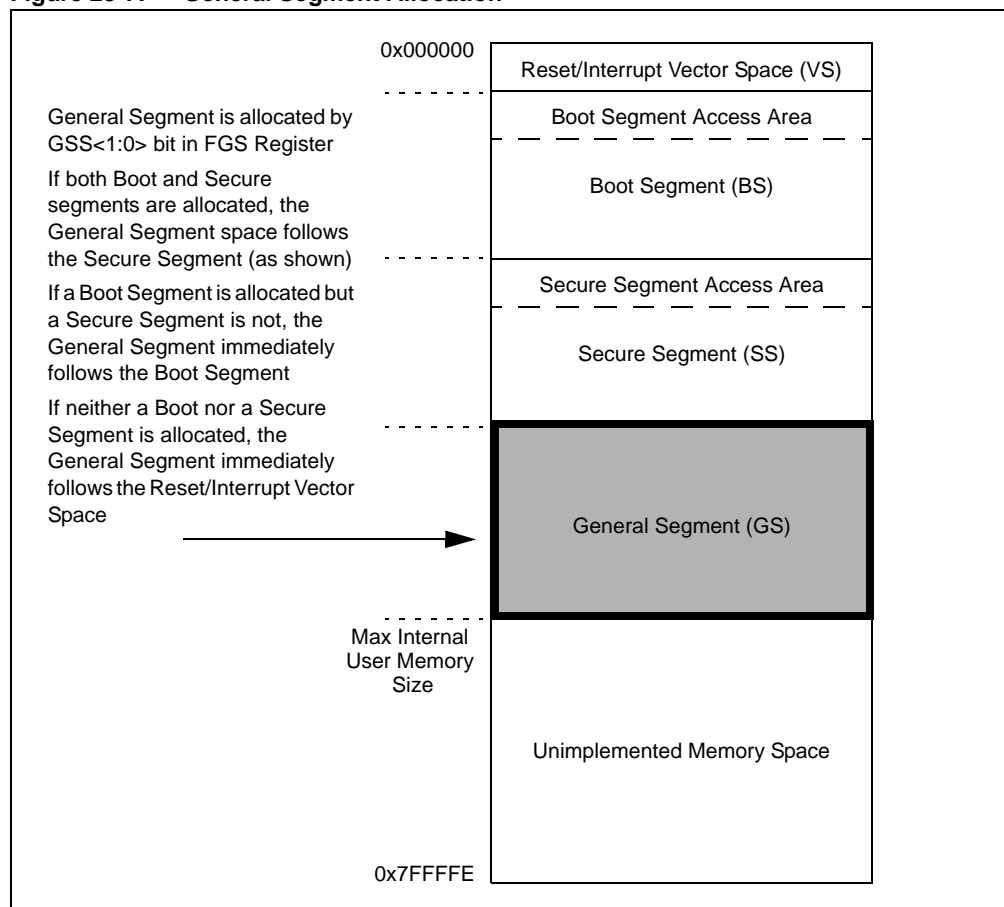 0x000000
Reset/Interrupt Vector Space (VS)
General Segment is allocated by
GSS<1:0> bit in FGS Register
If both Boot and Secure
segments are allocated, the
General Segment space follows
the Secure Segment (as shown)
If a Boot Segment is allocated but
a Secure Segment is not, the
General Segment immediately
follows the Boot Segment
If neither a Boot nor a Secure
Segment is allocated, the
General Segment immediately
follows the Reset/Interrupt Vector
Space
Boot Segment Access Area
Boot Segment (BS)
Secure Segment Access Area
Secure Segment (SS)
General Segment (GS)
Max Internal
User Memory
Size
Unimplemented Memory Space
0x7FFFFE